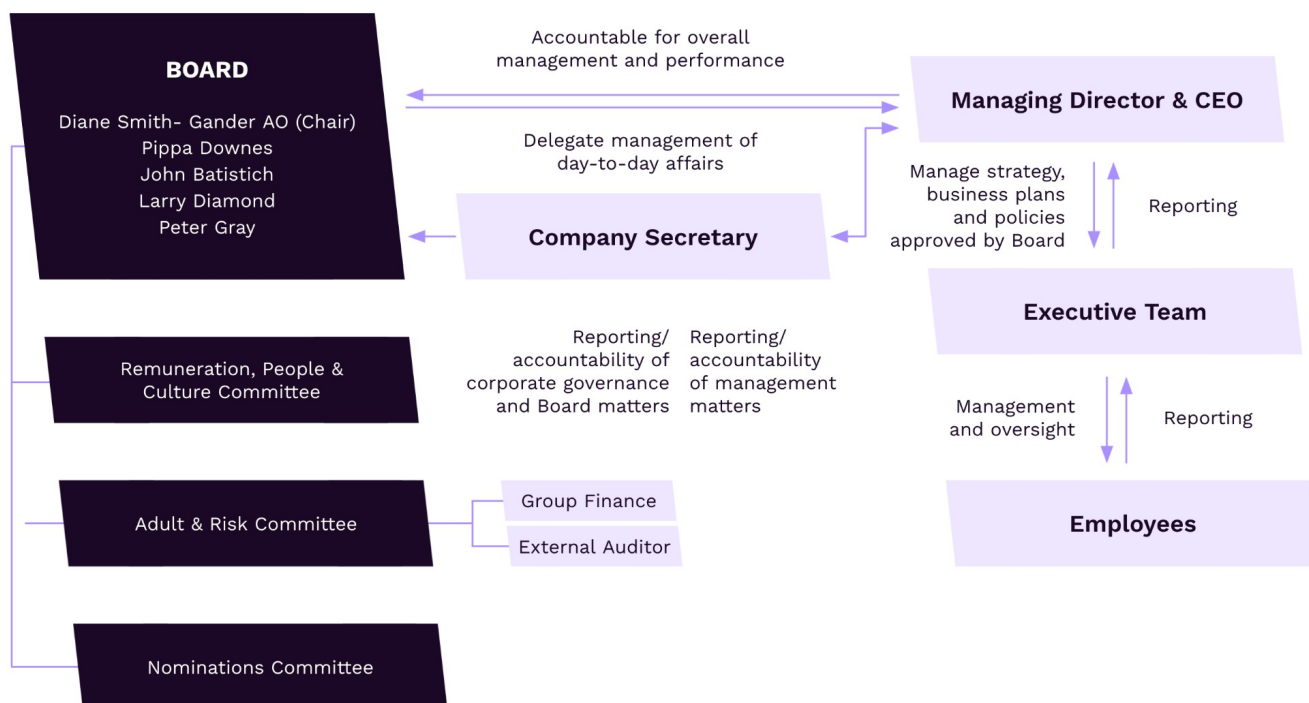 BOARD
Diane Smith- Gander AO (Chair)
Pippa Downes
John Batistich
Larry Diamond
Peter Gray
Accountable for overall
management and performance
Delegate management of
day-to-day affairs
Managing Director & CEO
Company Secretary
Manage strategy,
business plans
and policies
approved by Board
Reporting
Executive Team
Remuneration, People &
Culture Committee
Reporting/
accountability of
corporate governance
and Board matters
Reporting/
accountability
of management
matters
Management
and oversight
Reporting
Adult & Risk Committee
Group Finance
External Auditor
Employees
Nominations Committee